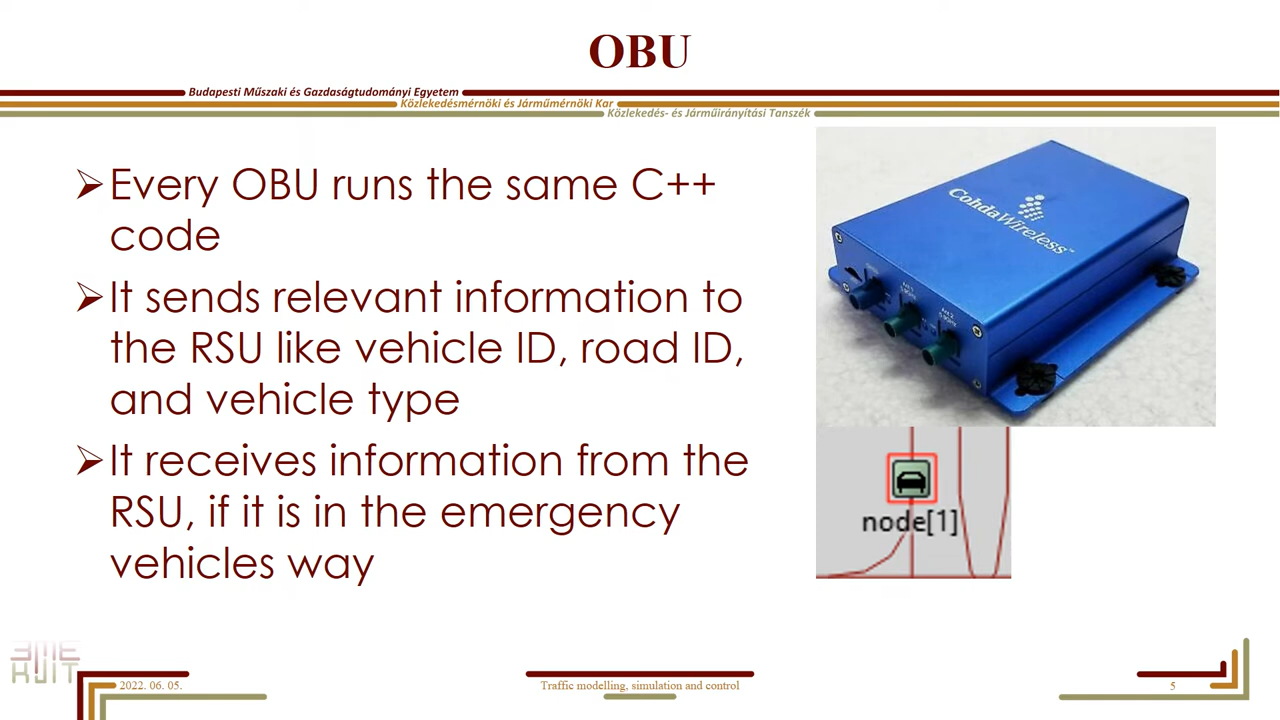 OBU
Budapesti Műszaki és Gazdaságtudományi Egyetem
Közlekedésmérnöki és Járműmérnöki Kar
Közlekedés- és Járműirányítási Tanszék
➢Every OBU runs the same C++
code
➢It sends relevant information to
the RSU like vehicle ID, road ID,
and vehicle type
➢It receives information from the
RSU, if it is in the emergency
vehicles way
CohdaWireless™
node[1]
BME
KJIT
2022. 06. 05.
Traffic modelling, simulation and control
5